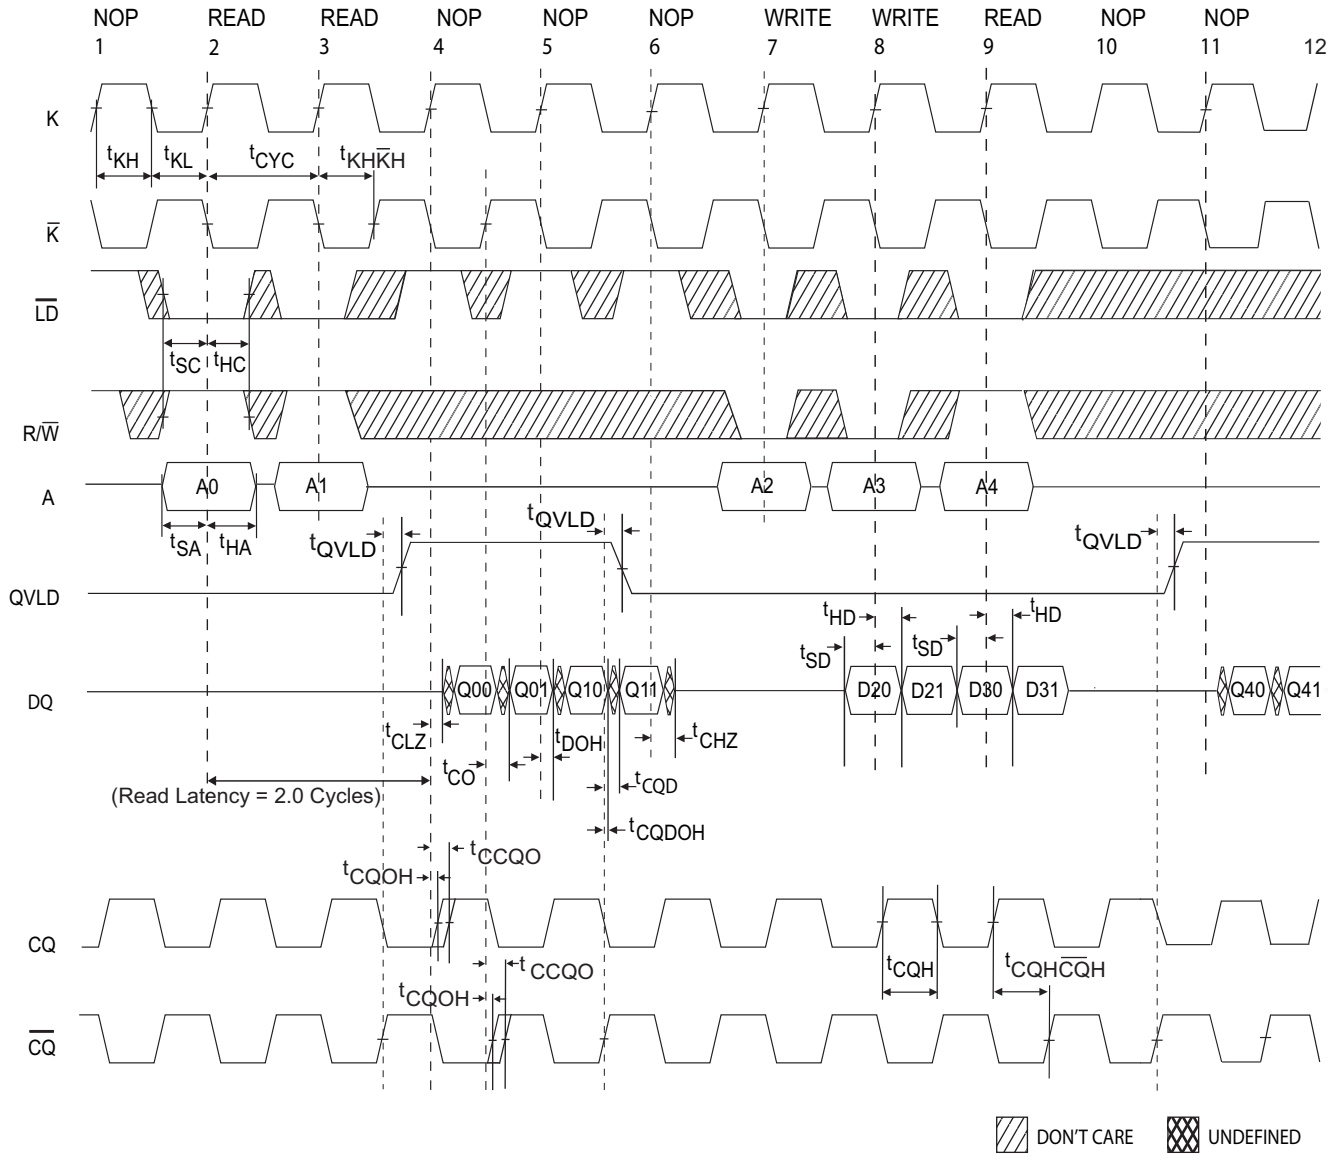 NOP READ READ NOP NOP NOP WRITE WRITE READ NOP NOP
1 2 3 4 5 6 7 8 9 10 11 12
K
tKH tKL tCYC tKHK̅H
K̅
L̅D̅
tSC tHC
R/W̅
A A0 A1 A2 A3 A4
tSA tHA tQVLD tQVLD tQVLD
QVLD
tHD tHD
tSD tSD
DQ Q00 Q01 Q10 Q11 D20 D21 D30 D31 Q40 Q41
tCLZ tDOH tCHZ
tCO tCQD
(Read Latency = 2.0 Cycles)
tCQDOH
tCCQO
tCQOH
CQ
tCCQO tCQH tCQHC̅Q̅H
tCQOH
C̅Q̅
DON'T CARE UNDEFINED